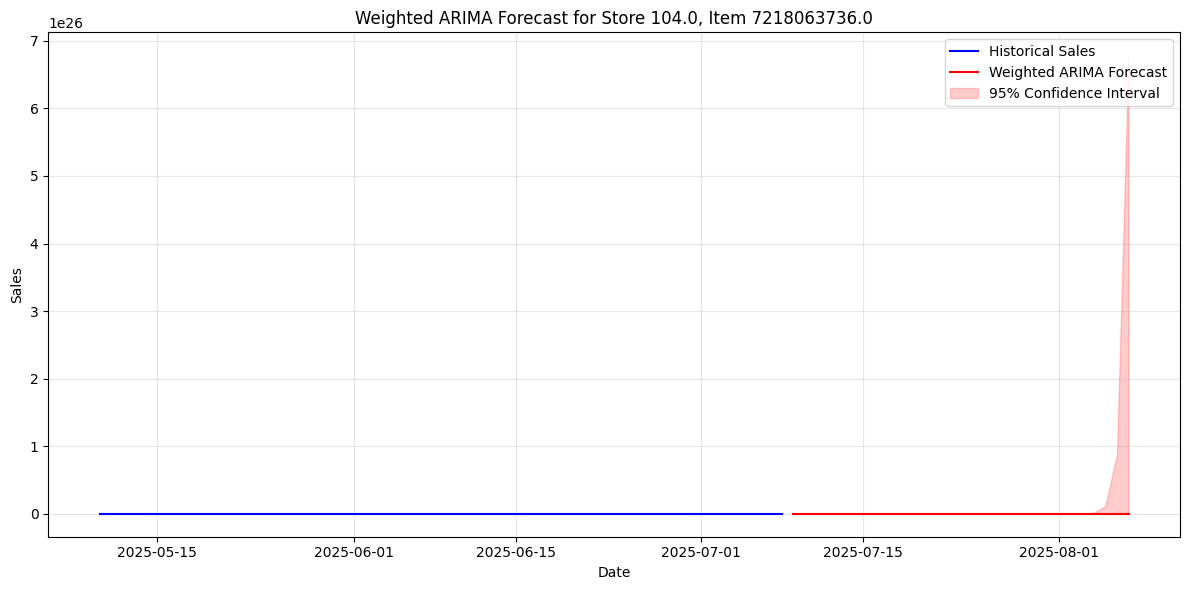 Weighted ARIMA Forecast for Store 104.0, Item 7218063736.0
1e26
7
6
5
4
3
2
1
0
Sales
Historical Sales
Weighted ARIMA Forecast
95% Confidence Interval
2025-05-15 2025-06-01 2025-06-15 2025-07-01 2025-07-15 2025-08-01
Date